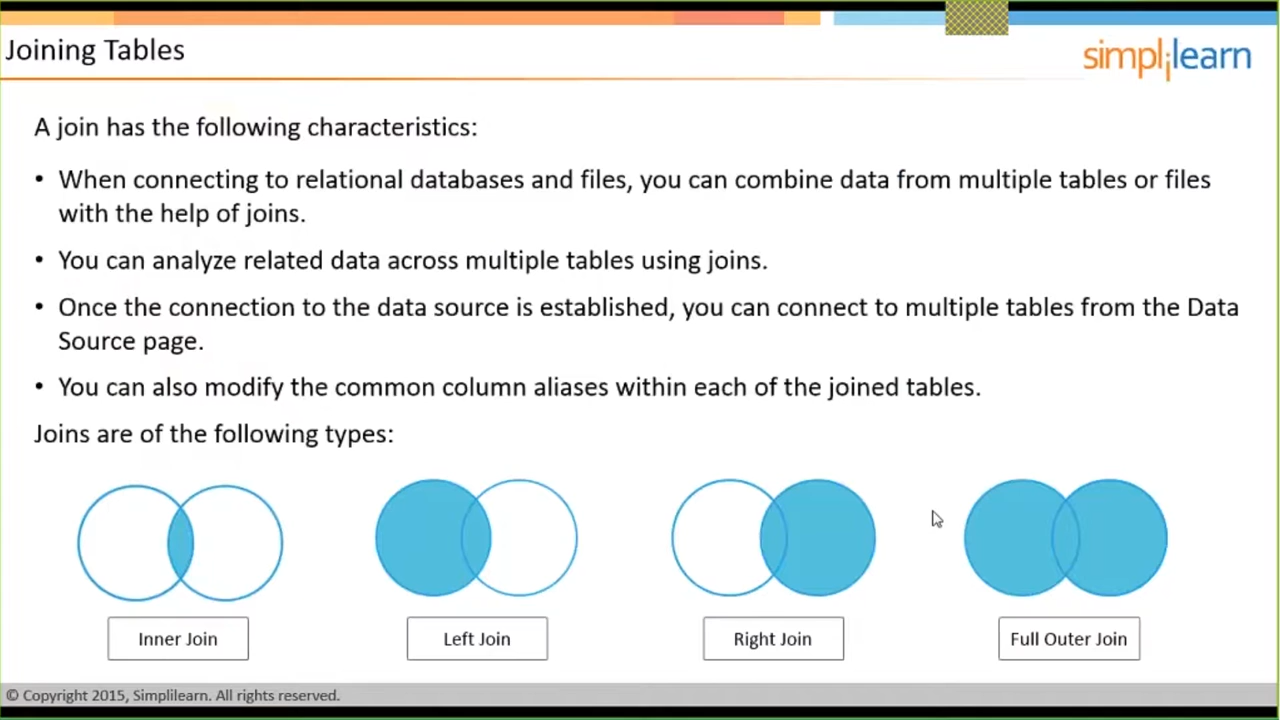 Joining Tables
simplilearn
A join has the following characteristics:
• When connecting to relational databases and files, you can combine data from multiple tables or files
with the help of joins.
• You can analyze related data across multiple tables using joins.
• Once the connection to the data source is established, you can connect to multiple tables from the Data
Source page.
• You can also modify the common column aliases within each of the joined tables.
Joins are of the following types:
Inner Join
Left Join
Right Join
Full Outer Join
© Copyright 2015, Simplilearn. All rights reserved.